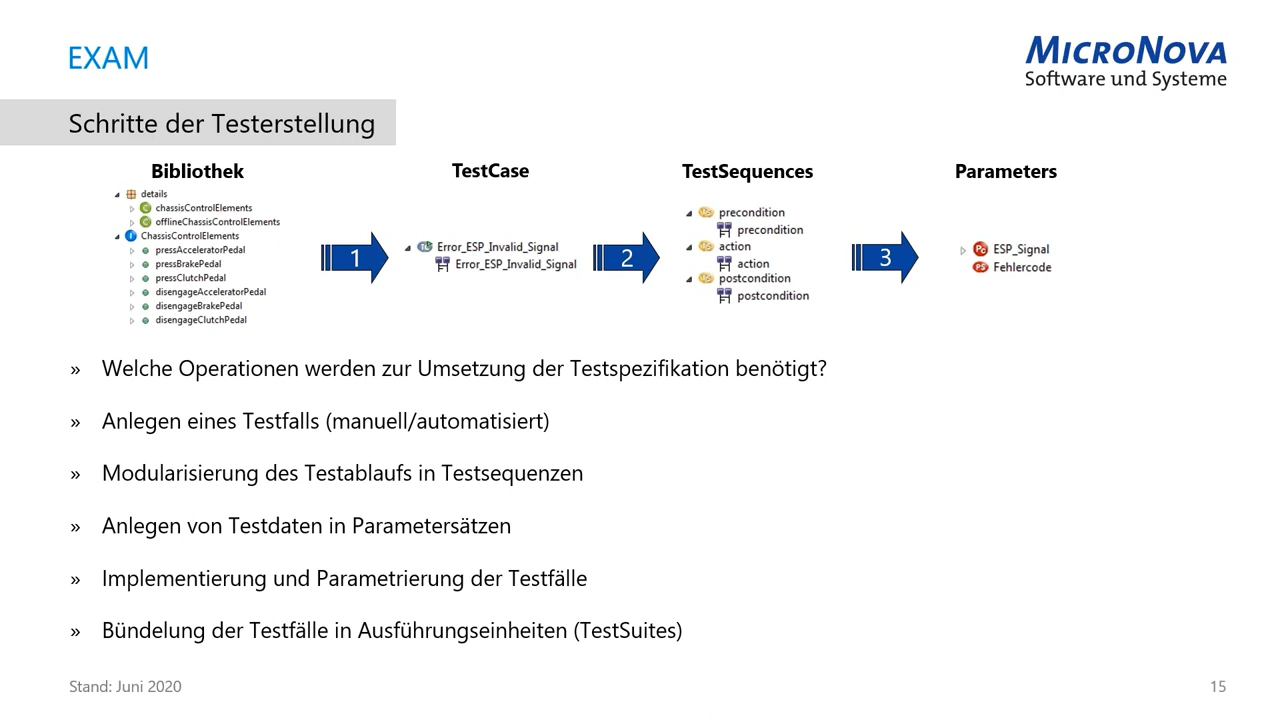 EXAM
MICRONOVA
Software und Systeme
Schritte der Testerstellung
Bibliothek
details
chassisControlElements
offlineChassisControlElements
ChassisControlElements
pressAcceleratorPedal
pressBrakePedal
pressClutchPedal
disengageAcceleratorPedal
disengageBrakePedal
disengageClutchPedal
1
TestCase
Error_ESP_Invalid_Signal
Error_ESP_Invalid_Signal
2
TestSequences
precondition
precondition
action
action
postcondition
postcondition
3
Parameters
ESP_Signal
Fehlercode
» Welche Operationen werden zur Umsetzung der Testspezifikation benötigt?
» Anlegen eines Testfalls (manuell/automatisiert)
» Modularisierung des Testablaufs in Testsequenzen
» Anlegen von Testdaten in Parametersätzen
» Implementierung und Parametrierung der Testfälle
» Bündelung der Testfälle in Ausführungseinheiten (TestSuites)
Stand: Juni 2020
15